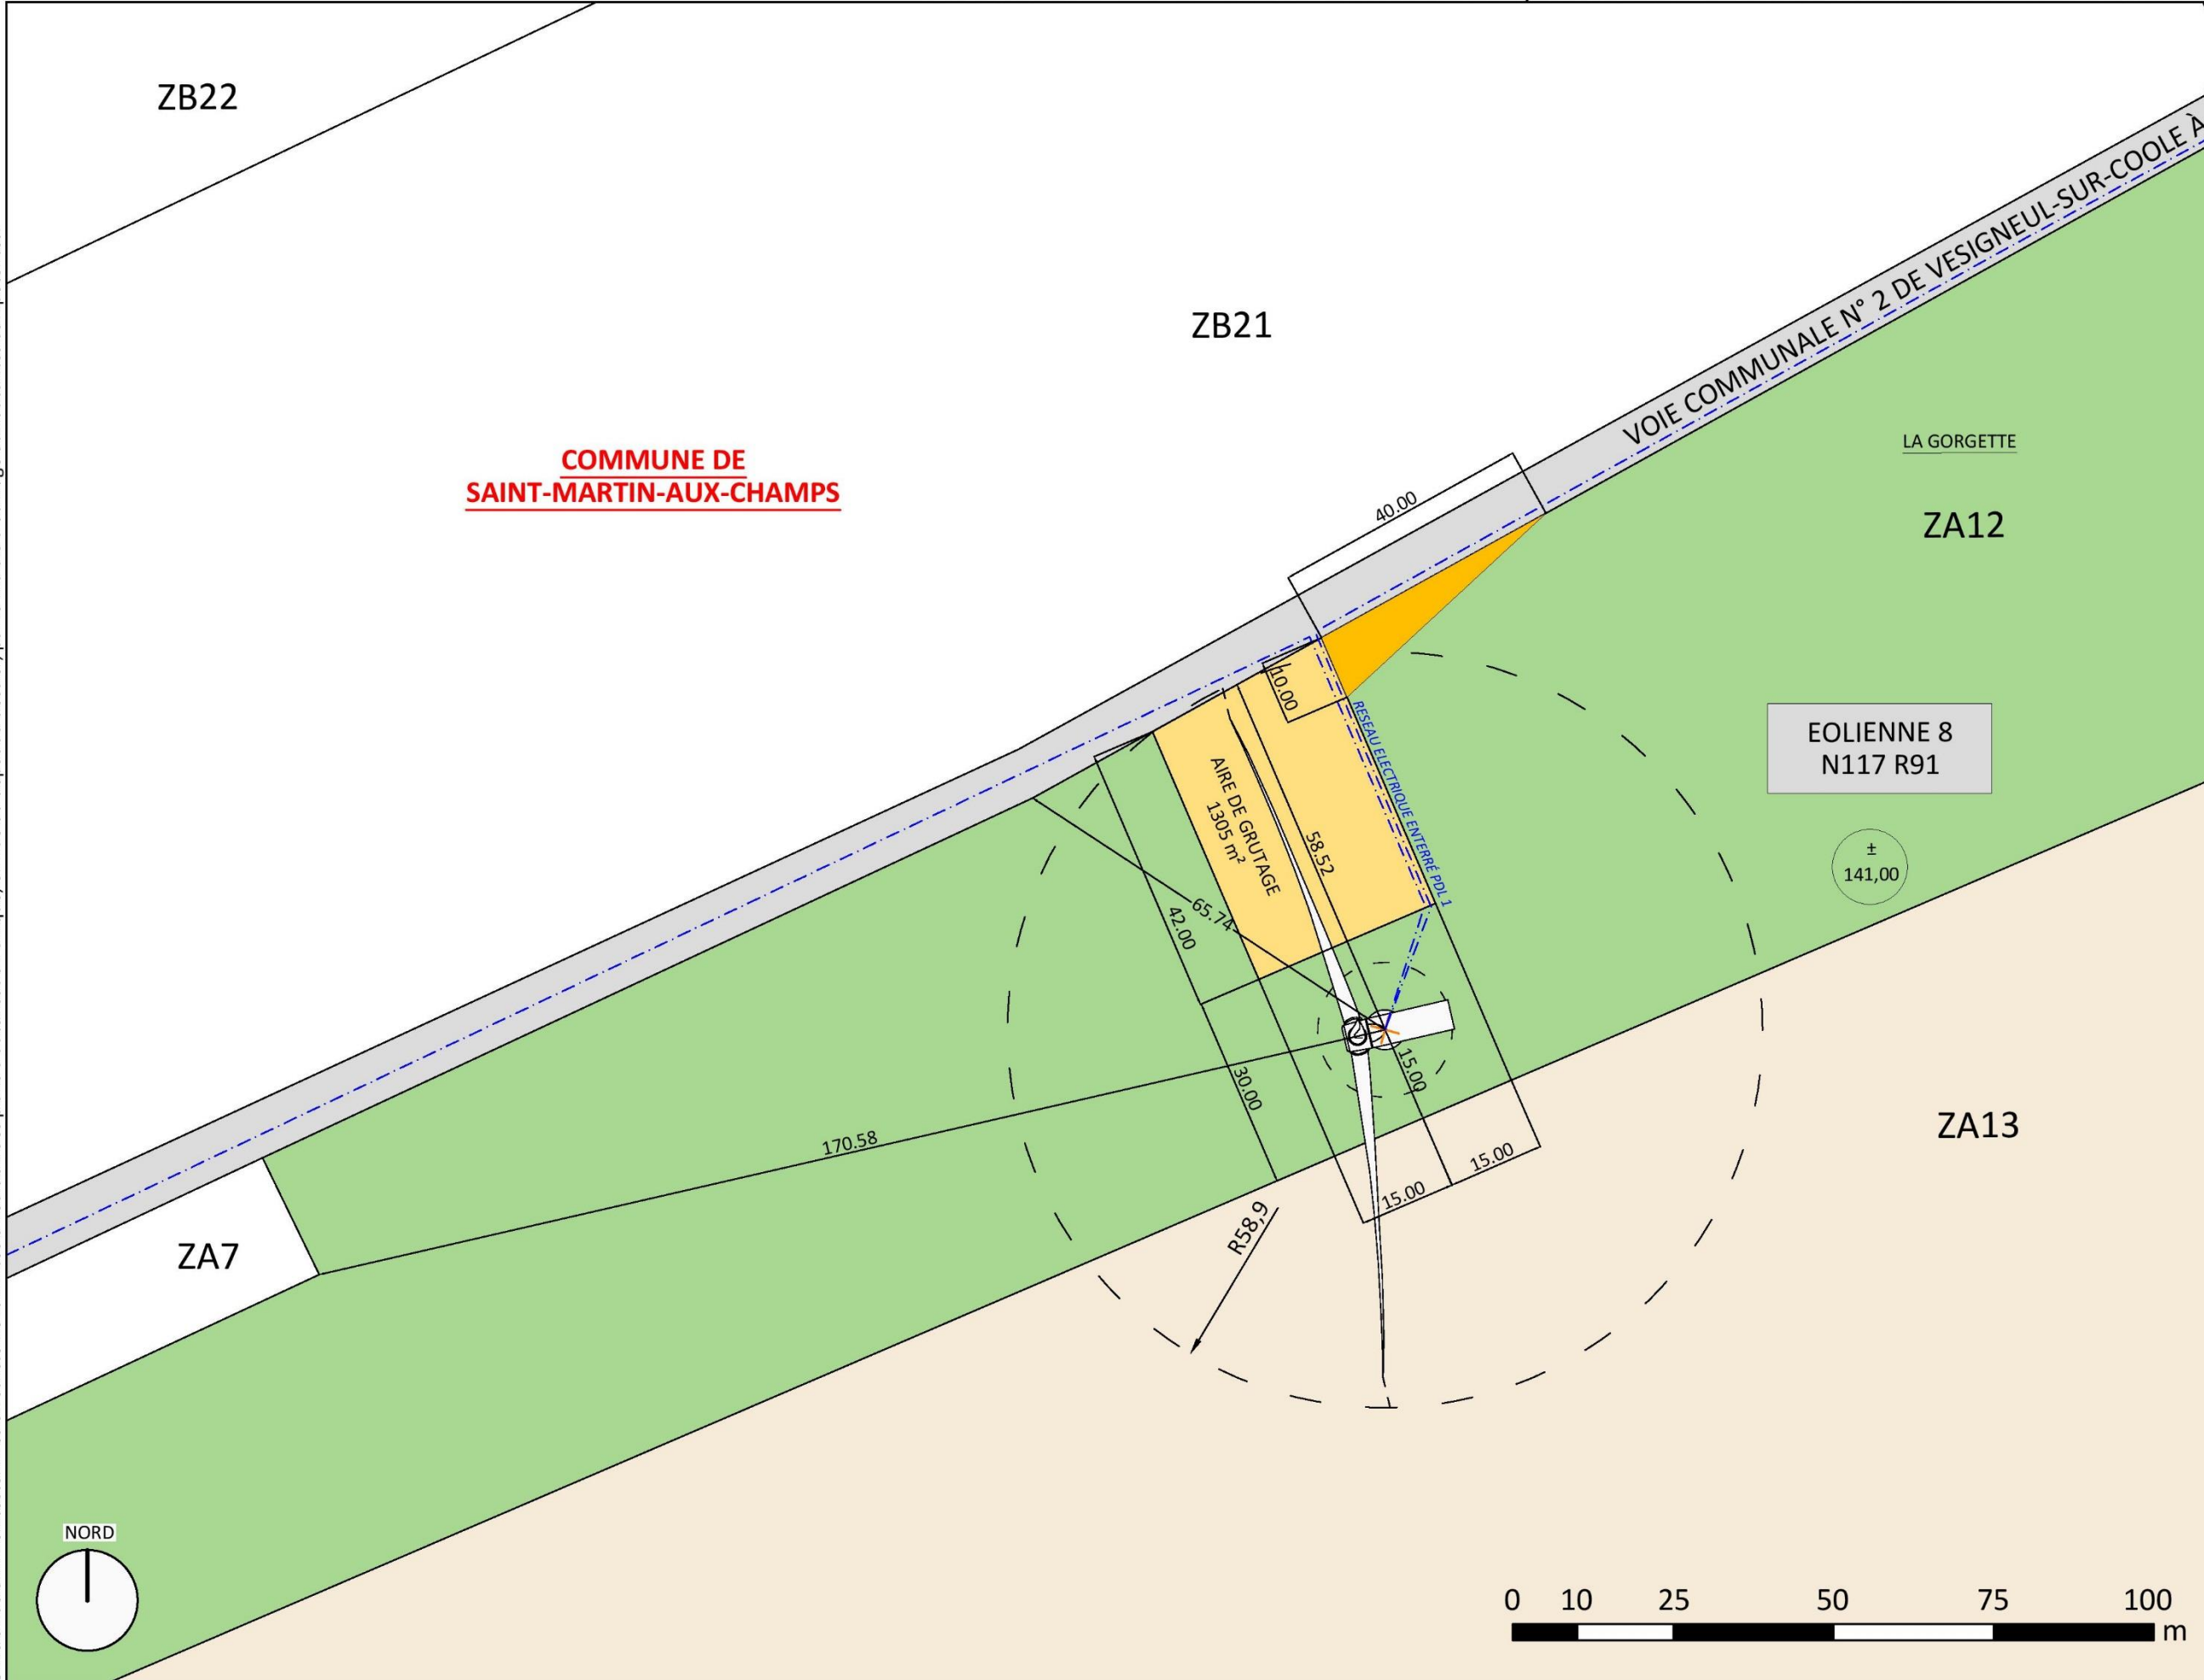 ZB22
ZB21
VOIE COMMUNALE N° 2 DE VESIGNEUL-SUR-COOLE À
COMMUNE DE
SAINT-MARTIN-AUX-CHAMPS
LA GORGETTE
ZA12
40.00
10.00
RESEAU ELECTRIQUE ENTERRÉ PDL 1
EOLIENNE 8
N117 R91
AIRE DE GRUTAGE
1305 m²
58.52
±
141,00
65.74
42.00
30.00
15.00
170.58
15.00
15.00
ZA13
R58,9
ZA7
NORD
0 10 25 50 75 100
m